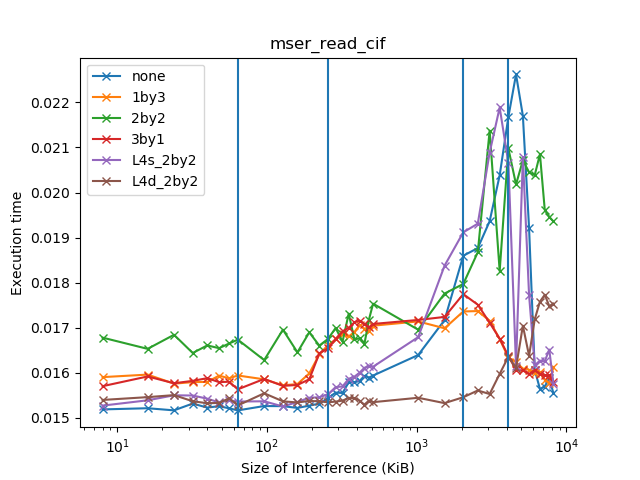 mser_read_cif
none
1by3
2by2
3by1
L4s_2by2
L4d_2by2
0.022
0.021
0.020
0.019
0.018
0.017
0.016
0.015
Execution time
10¹ 10² 10³ 10⁴
Size of Interference (KiB)